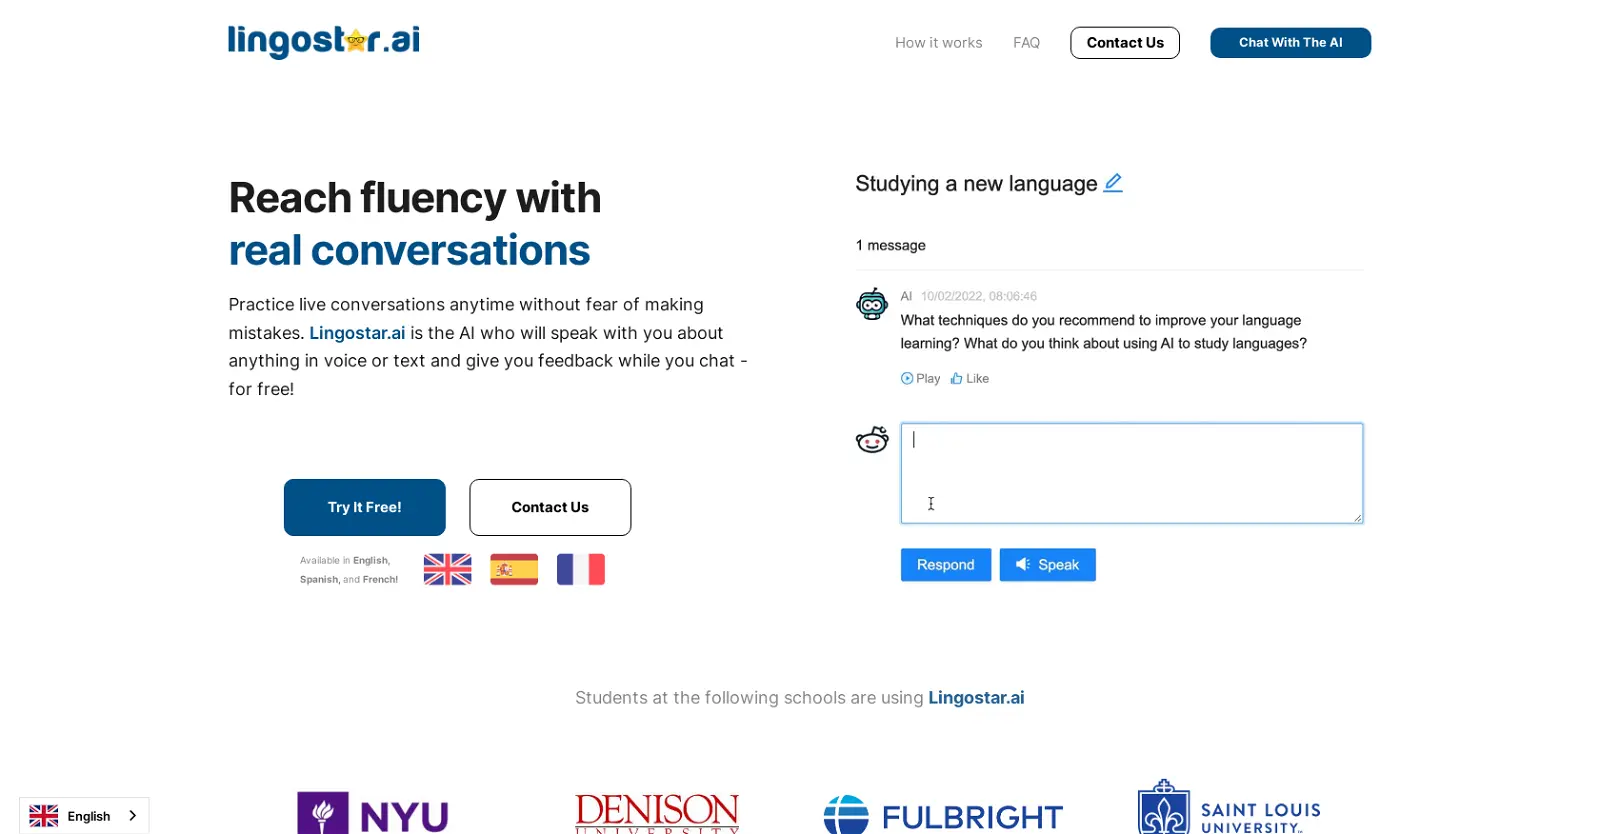 lingostar.ai
How it works
FAQ
Contact Us
Chat With The AI
Reach fluency with
real conversations
Practice live conversations anytime without fear of making
mistakes. Lingostar.ai is the AI who will speak with you about
anything in voice or text and give you feedback while you chat -
for free!
Try It Free!
Contact Us
Available in English,
Spanish, and French!
Studying a new language
1 message
AI 10/02/2022, 08:06:46
What techniques do you recommend to improve your language
learning? What do you think about using AI to study languages?
Play
Like
Respond
Speak
Students at the following schools are using Lingostar.ai
NYU
DENISON
UNIVERSITY
FULBRIGHT
SAINT LOUIS
UNIVERSITY
English